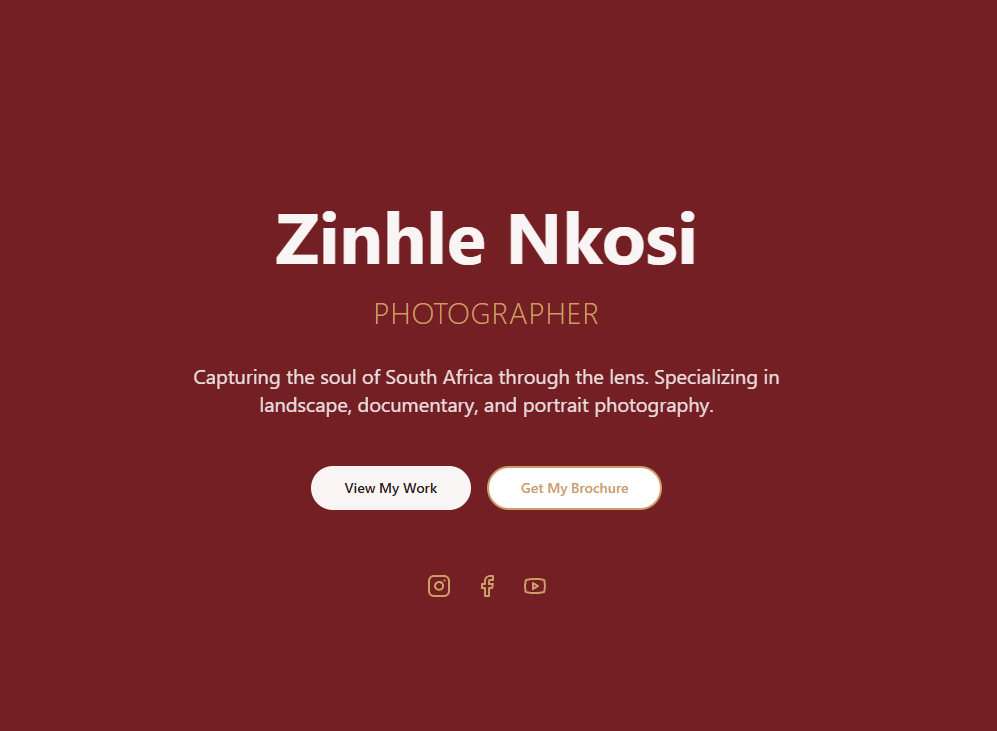 Zinhle Nkosi
PHOTOGRAPHER
Capturing the soul of South Africa through the lens. Specializing in
landscape, documentary, and portrait photography.
View My Work
Get My Brochure